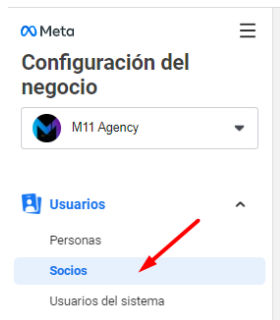 Meta
Configuración del
negocio
M11 Agency
Usuarios
Personas
Socios
Usuarios del sistema